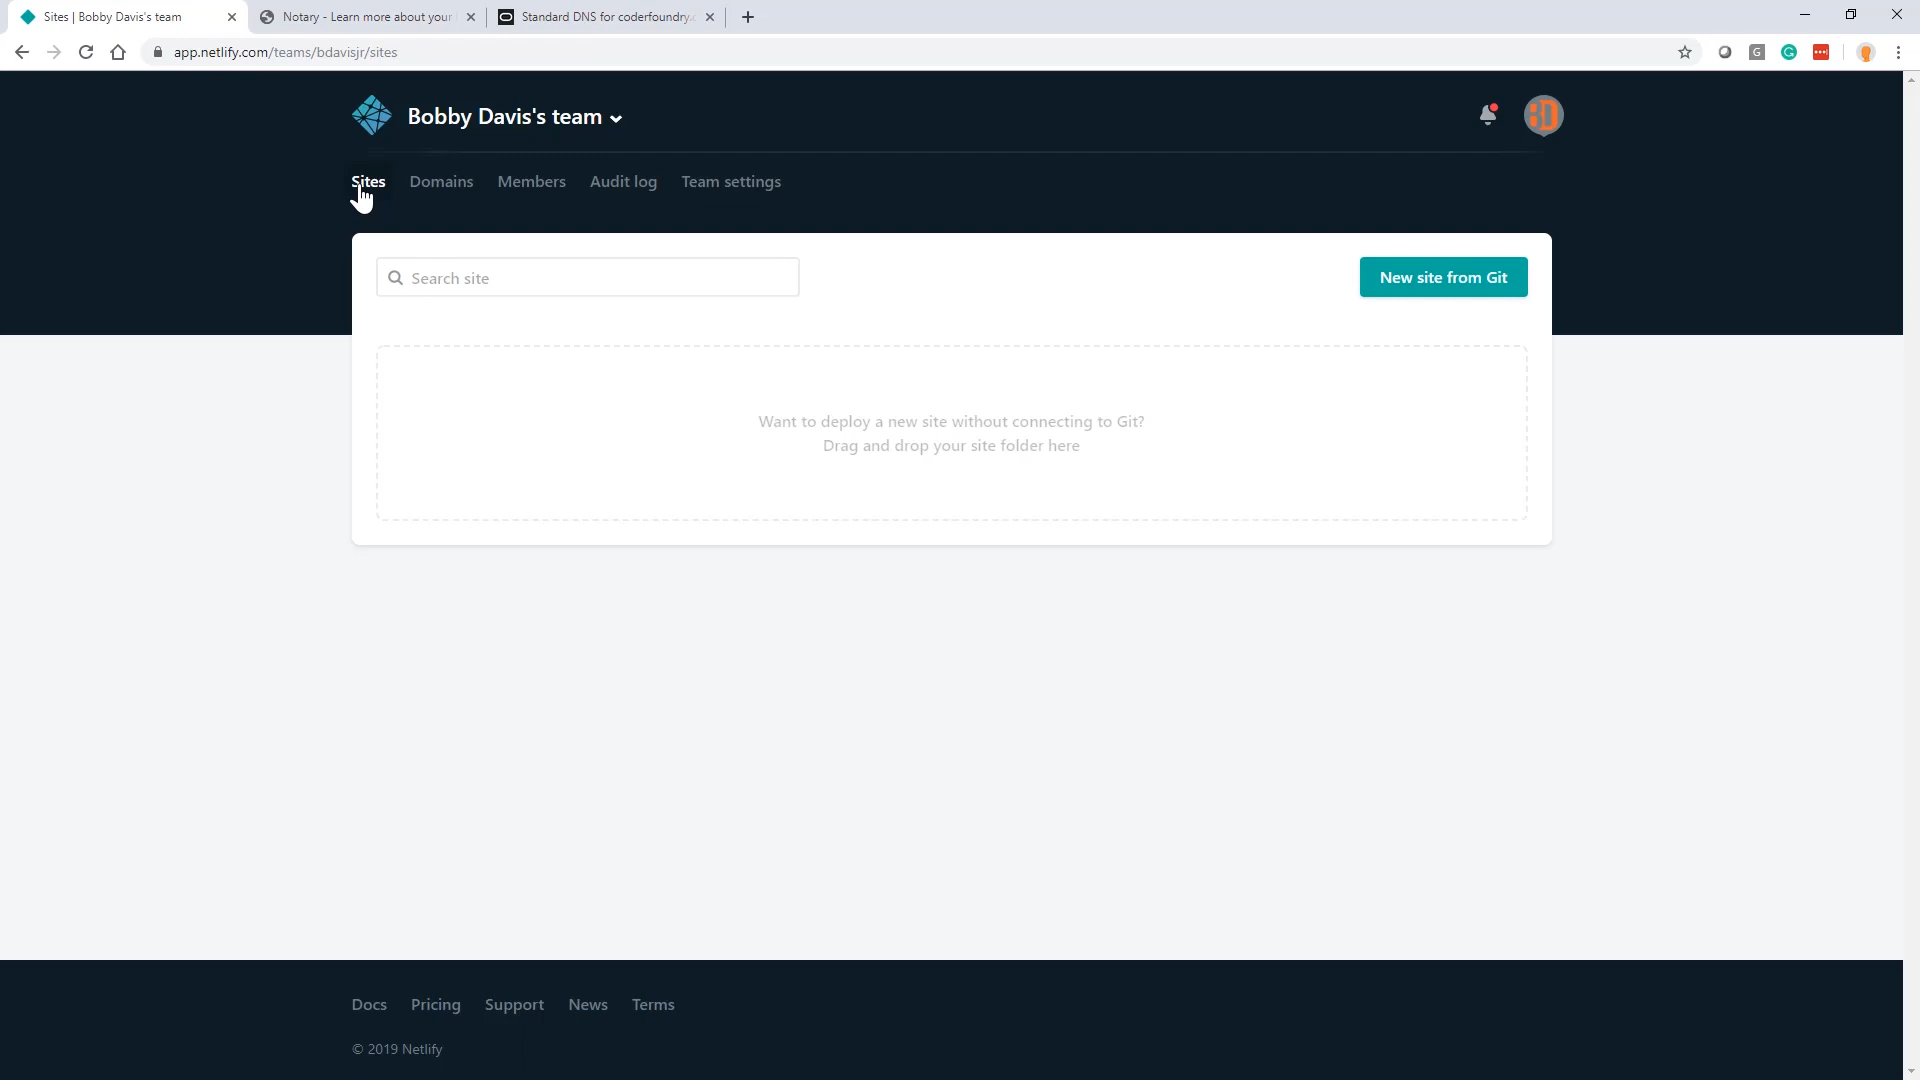 Sites | Bobby Davis's team
Notary - Learn more about your
Standard DNS for coderfoundry.c
app.netlify.com/teams/bdavisjr/sites
G
G
Bobby Davis's team
BD
Sites Domains Members Audit log Team settings
Search site
New site from Git
Want to deploy a new site without connecting to Git?
Drag and drop your site folder here
Docs Pricing Support News Terms
© 2019 Netlify